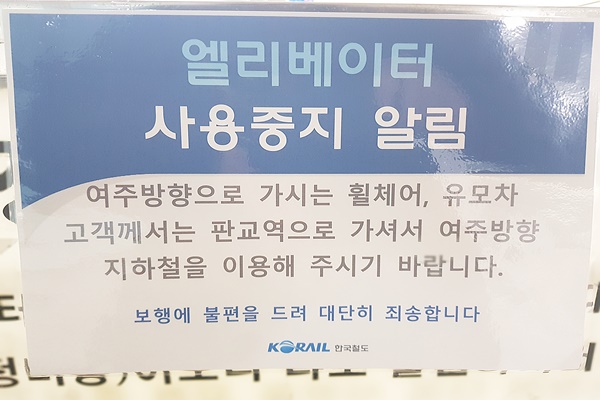 엘리베이터
사용중지 알림
여주방향으로 가시는 휠체어, 유모차
고객께서는 판교역으로 가셔서 여주방향
지하철을 이용해 주시기 바랍니다.
보행에 불편을 드려 대단히 죄송합니다
KORAIL 한국철도